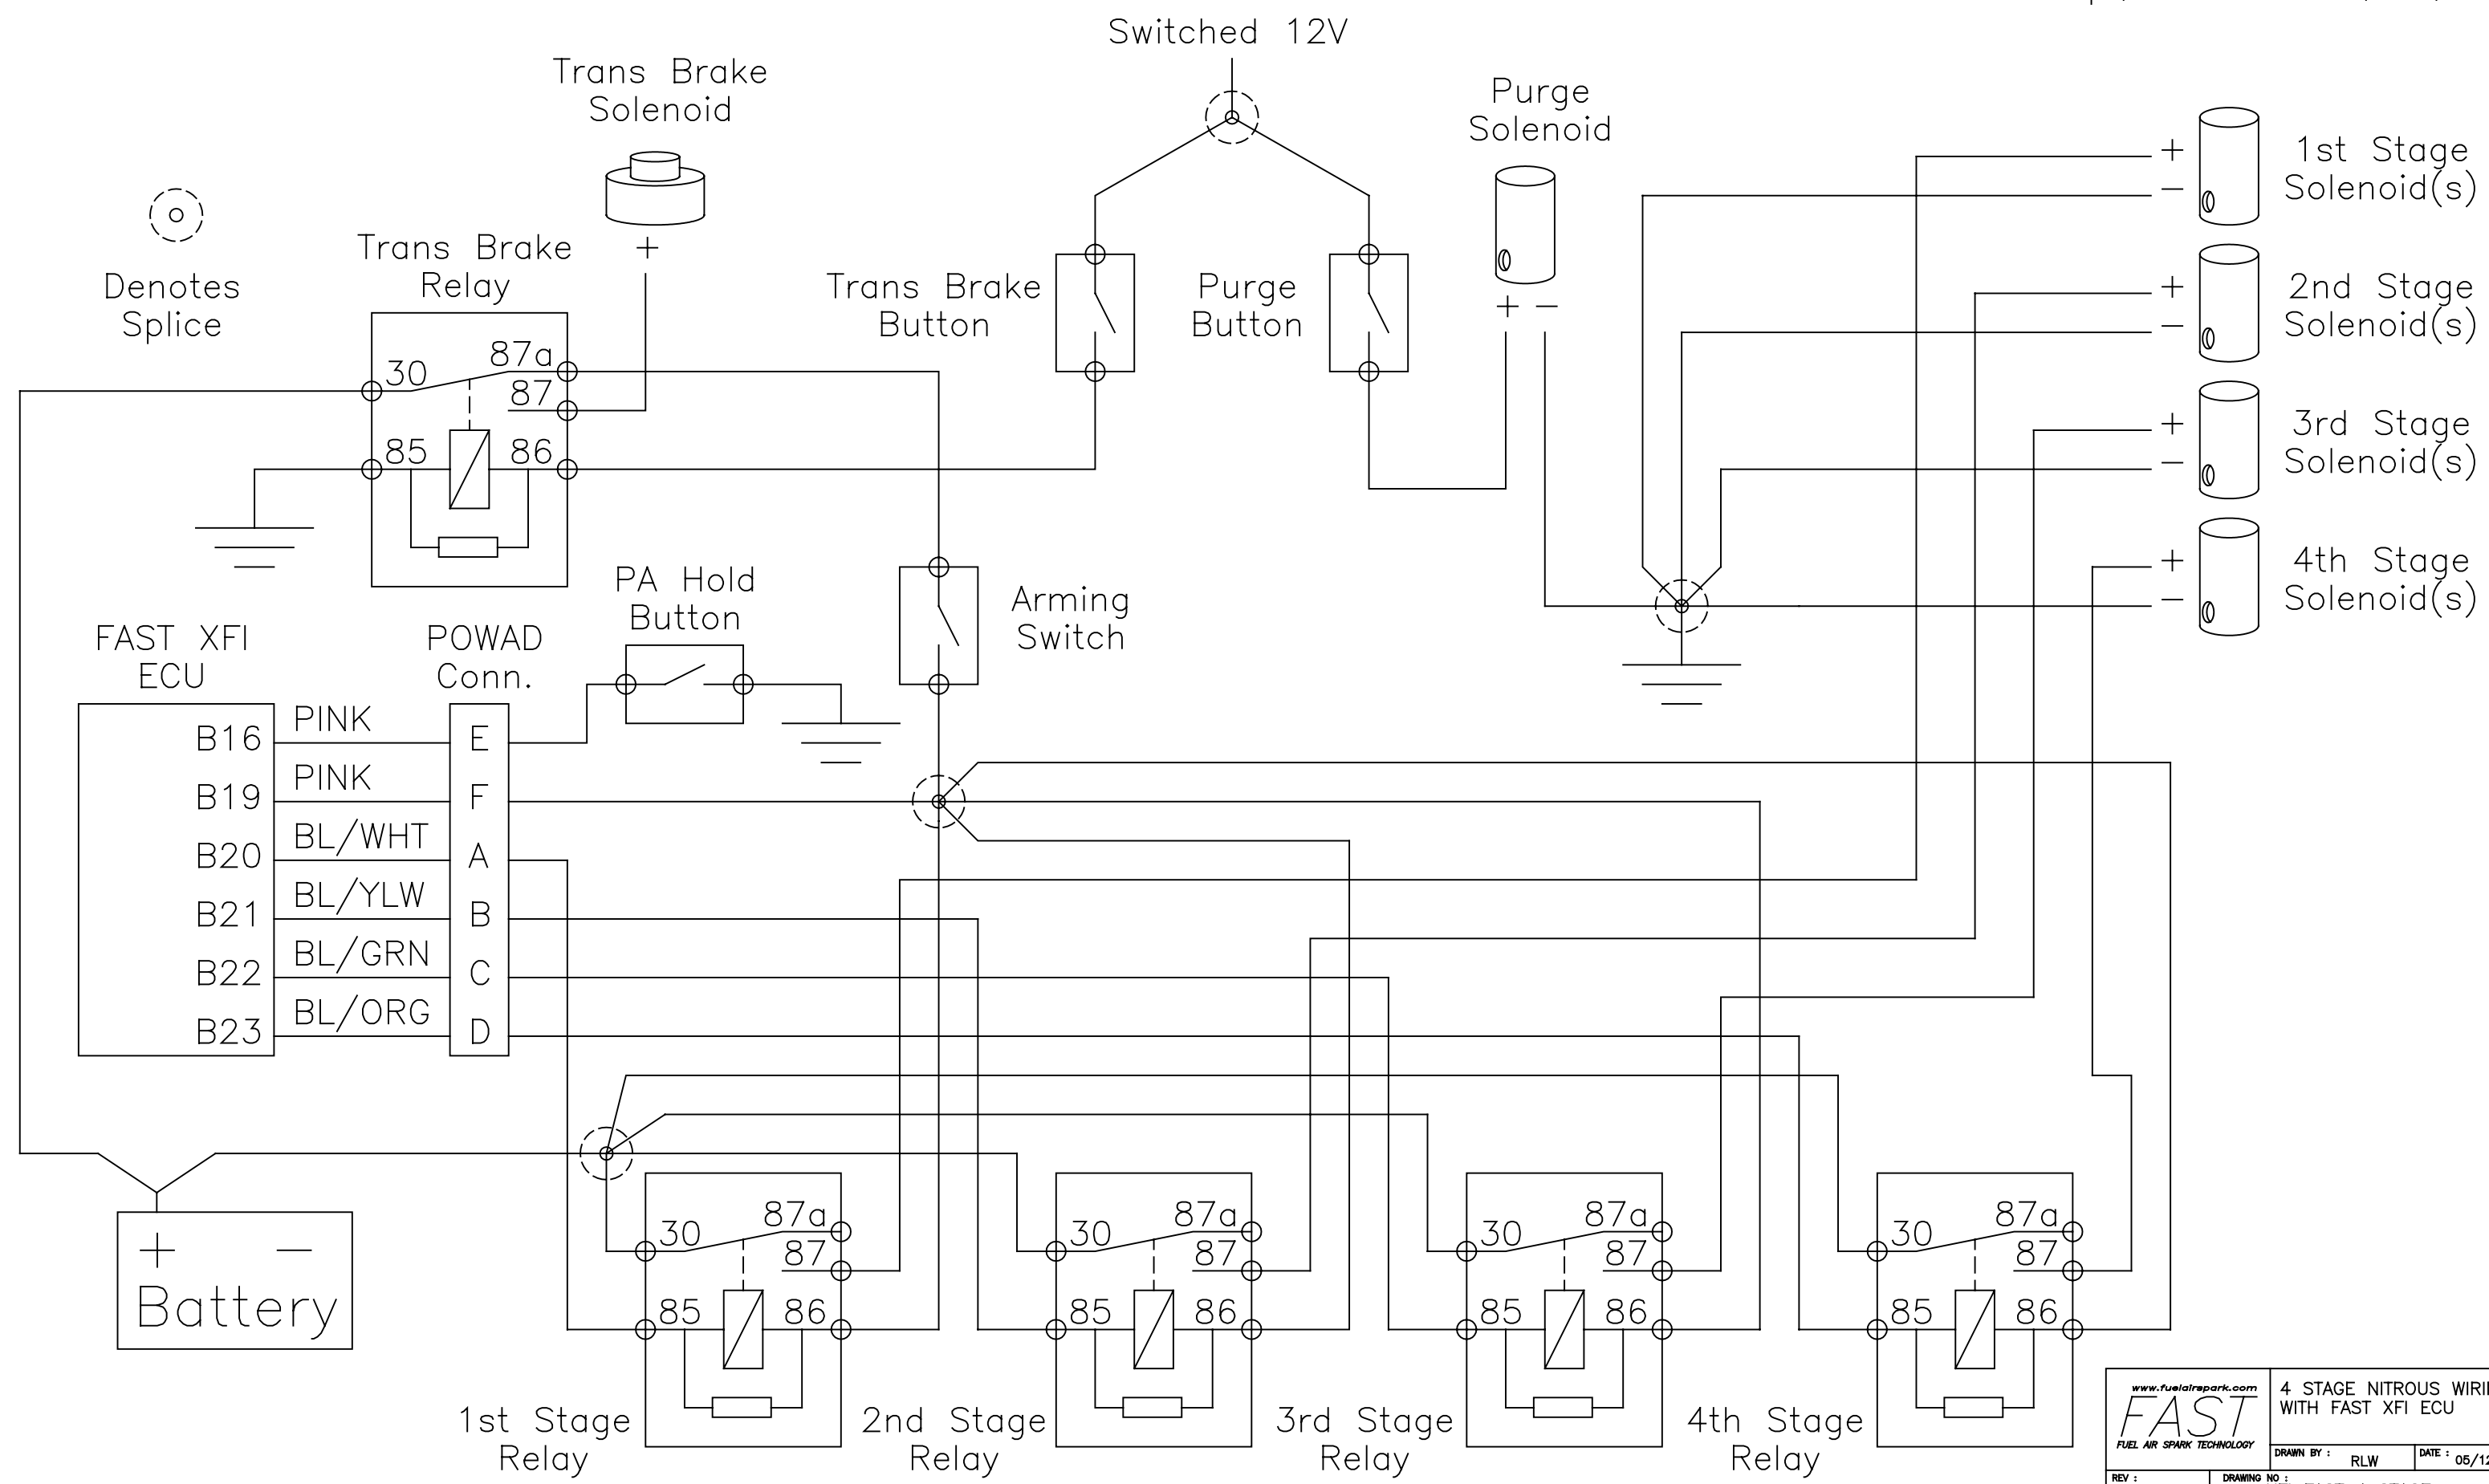 Switched 12V
Trans Brake
Solenoid
+
Purge
Solenoid
+ −
Denotes
Splice
Trans Brake
Relay
30
87a
87
85
86
Trans Brake
Button
Purge
Button
+
−
1st Stage
Solenoid(s)
+
−
2nd Stage
Solenoid(s)
+
−
3rd Stage
Solenoid(s)
+
−
4th Stage
Solenoid(s)
PA Hold
Button
Arming
Switch
FAST XFI
ECU
POWAD
Conn.
B16 PINK E
B19 PINK F
B20 BL/WHT A
B21 BL/YLW B
B22 BL/GRN C
B23 BL/ORG D
+ −
Battery
30
87a
87
85
86
1st Stage
Relay
30
87a
87
85
86
2nd Stage
Relay
30
87a
87
85
86
3rd Stage
Relay
30
87a
87
85
86
4th Stage
Relay
www.fuelairspark.com
FAST
FUEL AIR SPARK TECHNOLOGY
4 STAGE NITROUS
WITH FAST XFI ECU
DRAWN BY :
RLW
DATE :
REV :
DRAWING NO :